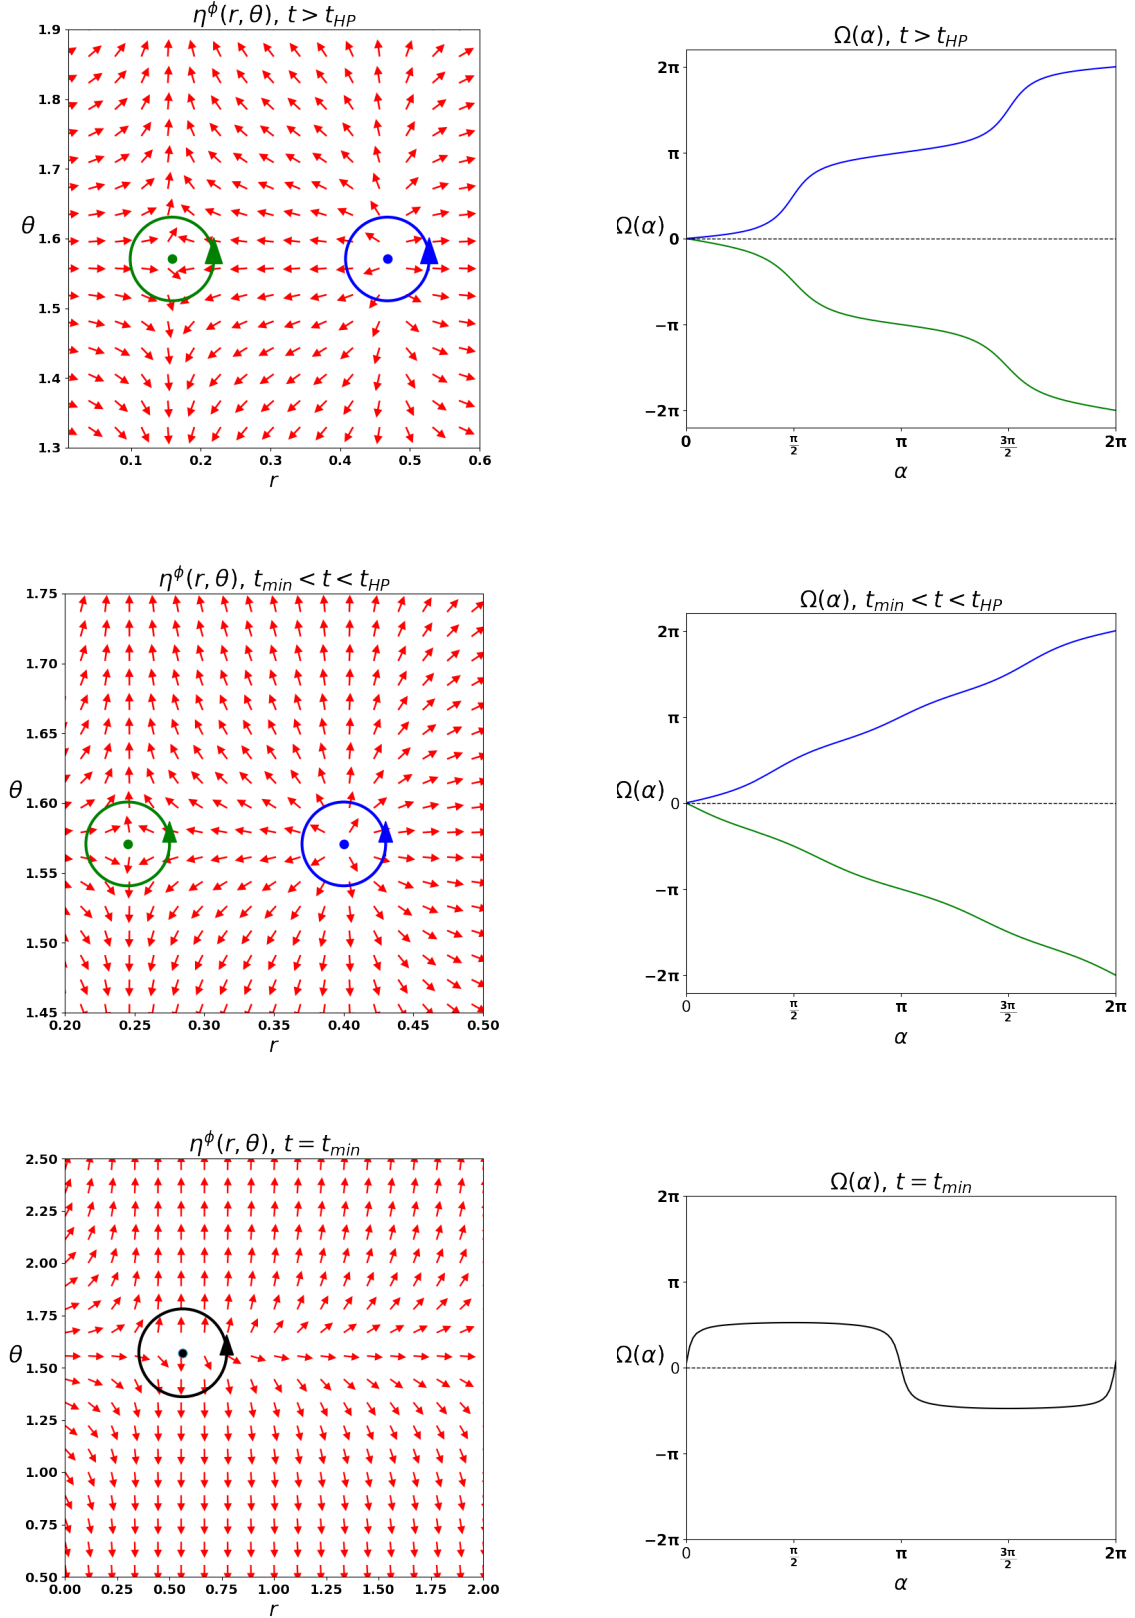 η^ϕ(r, θ), t > t_HP
1.9
1.8
1.7
1.6
1.5
1.4
1.3
θ
0.1 0.2 0.3 0.4 0.5 0.6
r
Ω(α), t > t_HP
2π
π
0
−π
−2π
Ω(α)
0 π/2 π 3π/2 2π
α
η^ϕ(r, θ), t_min < t < t_HP
1.75
1.70
1.65
1.60
1.55
1.50
1.45
θ
0.20 0.25 0.30 0.35 0.40 0.45 0.50
r
Ω(α), t_min < t < t_HP
2π
π
0
−π
−2π
Ω(α)
0 π/2 π 3π/2 2π
α
η^ϕ(r, θ), t = t_min
2.50
2.25
2.00
1.75
1.50
1.25
1.00
0.75
0.50
θ
0.00 0.25 0.50 0.75 1.00 1.25 1.50 1.75 2.00
r
Ω(α), t = t_min
2π
π
0
−π
−2π
Ω(α)
0 π/2 π 3π/2 2π
α